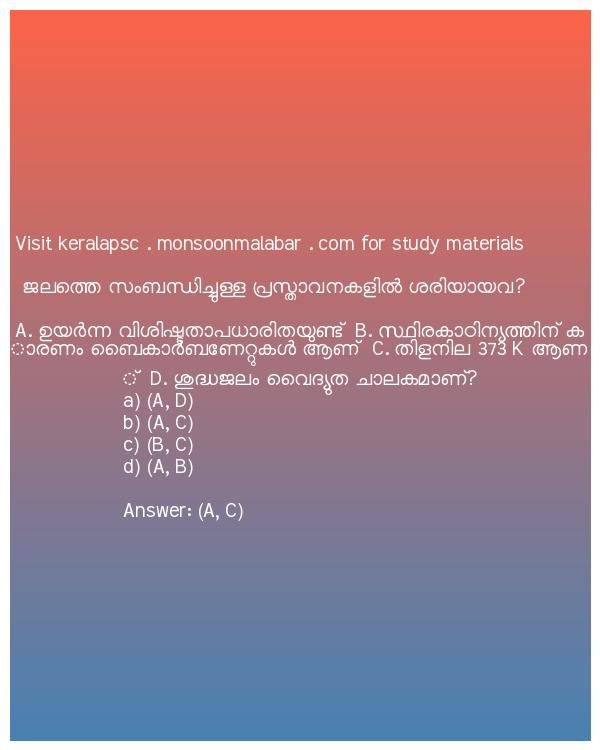 Visit keralapsc . monsoonmalabar . com for study materials
ജലത്തെ സംബന്ധിച്ചുള്ള പ്രസ്താവനകളിൽ ശരിയായവ?
A. ഉയർന്ന വിശിഷ്ടതാപധാരിതയുണ്ട് B. സ്ഥിരകാഠിന്യത്തിന് ക
ാരണം ബൈകാർബണേറ്റുകൾ ആണ് C. തിളനില 373 K ആണ
് D. ശുദ്ധജലം വൈദ്യുത ചാലകമാണ്?
a) (A, D)
b) (A, C)
c) (B, C)
d) (A, B)
Answer: (A, C)